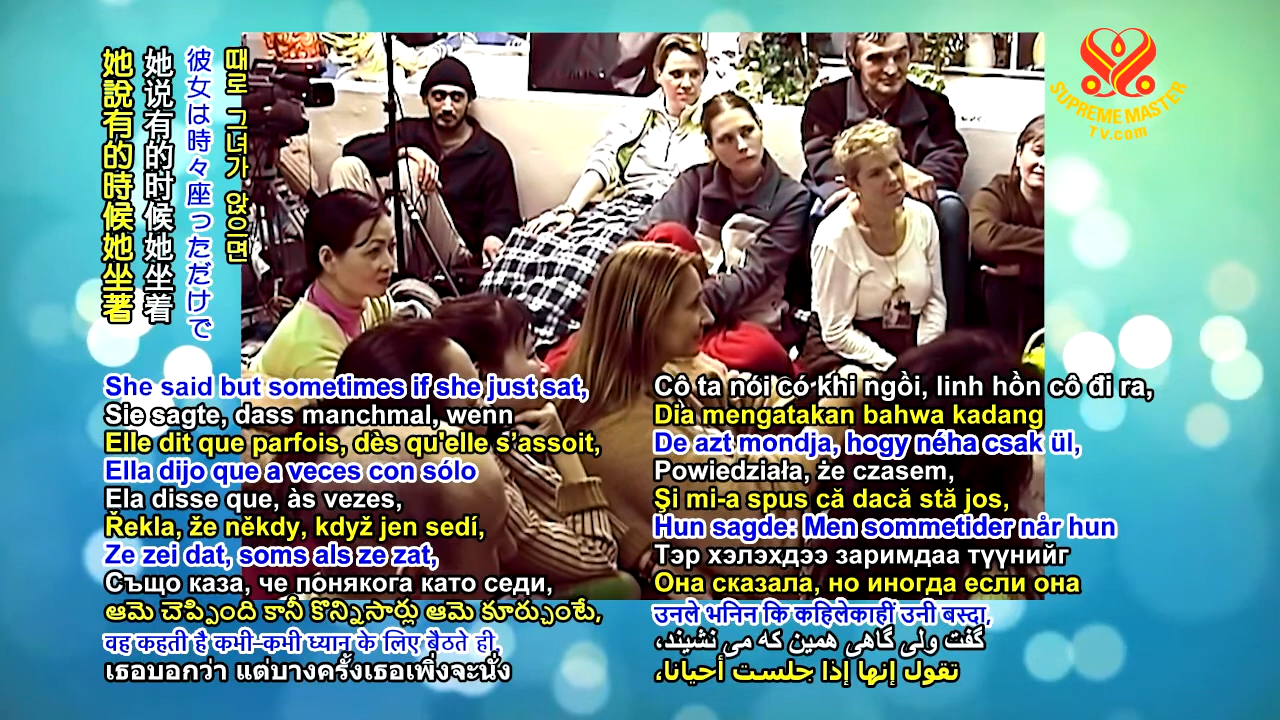 她說有的時候她坐著
她说有的时候她坐着
彼女は時々座っただけで
때로 그녀가 앉으면
SUPREME MASTER
TV.com
She said but sometimes if she just sat,
Sie sagte, dass manchmal, wenn
Elle dit que parfois, dès qu'elle s'assoit,
Ella dijo que a veces con sólo
Ela disse que, às vezes,
Řekla, že někdy, když jen sedí,
Ze zei dat, soms als ze zat,
Също каза, че понякога като седи,
ఆమె చెప్పింది కానీ కొన్నిసార్లు ఆమె కూర్చుంటే,
वह कहती है कभी-कभी ध्यान के लिए बैठते ही,
เธอบอกว่า แต่บางครั้งเธอเพิ่งจะนั่ง
Cô ta nói có khi ngồi, linh hồn cô đi ra,
Dia mengatakan bahwa kadang
De azt mondja, hogy néha csak ül,
Powiedziała, że czasem,
Şi mi-a spus că dacă stă jos,
Hun sagde: Men sommetider når hun
Тэр хэлэхдээ заримдаа түүнийг
Она сказала, но иногда если она
उनले भनिन कि कहिलेकाहीं उनी बस्दा,
گفت ولی گاهی همین که می نشیند،
تقول إنها إذا جلست أحيانا،